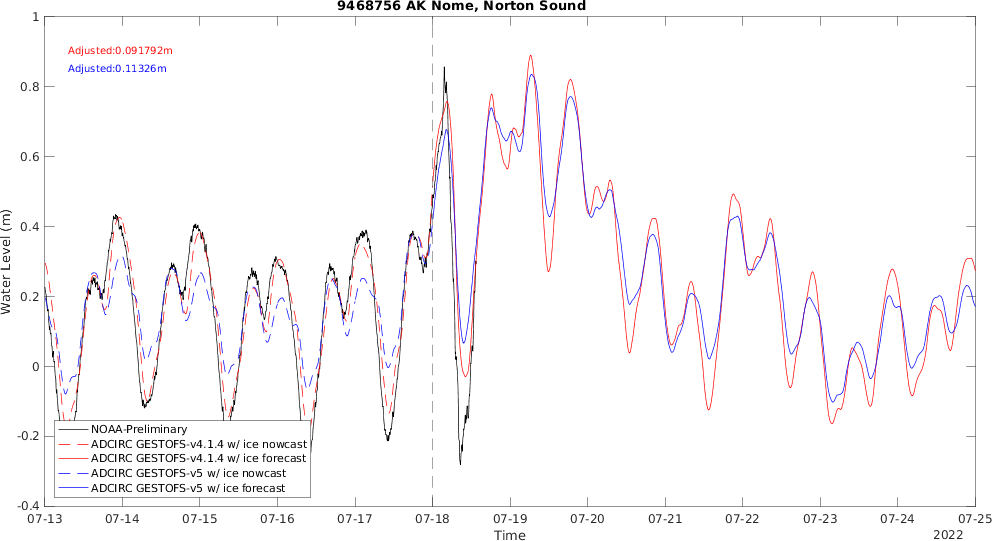 9468756 AK Nome, Norton Sound
1
Adjusted:0.091792m
Adjusted:0.11326m
0.8
0.6
0.4
0.2
0
-0.2
-0.4
Water Level (m)
NOAA-Preliminary
ADCIRC GESTOFS-v4.1.4 w/ ice nowcast
ADCIRC GESTOFS-v4.1.4 w/ ice forecast
ADCIRC GESTOFS-v5 w/ ice nowcast
ADCIRC GESTOFS-v5 w/ ice forecast
07-13 07-14 07-15 07-16 07-17 07-18 07-19 07-20 07-21 07-22 07-23 07-24 07-25
Time
2022